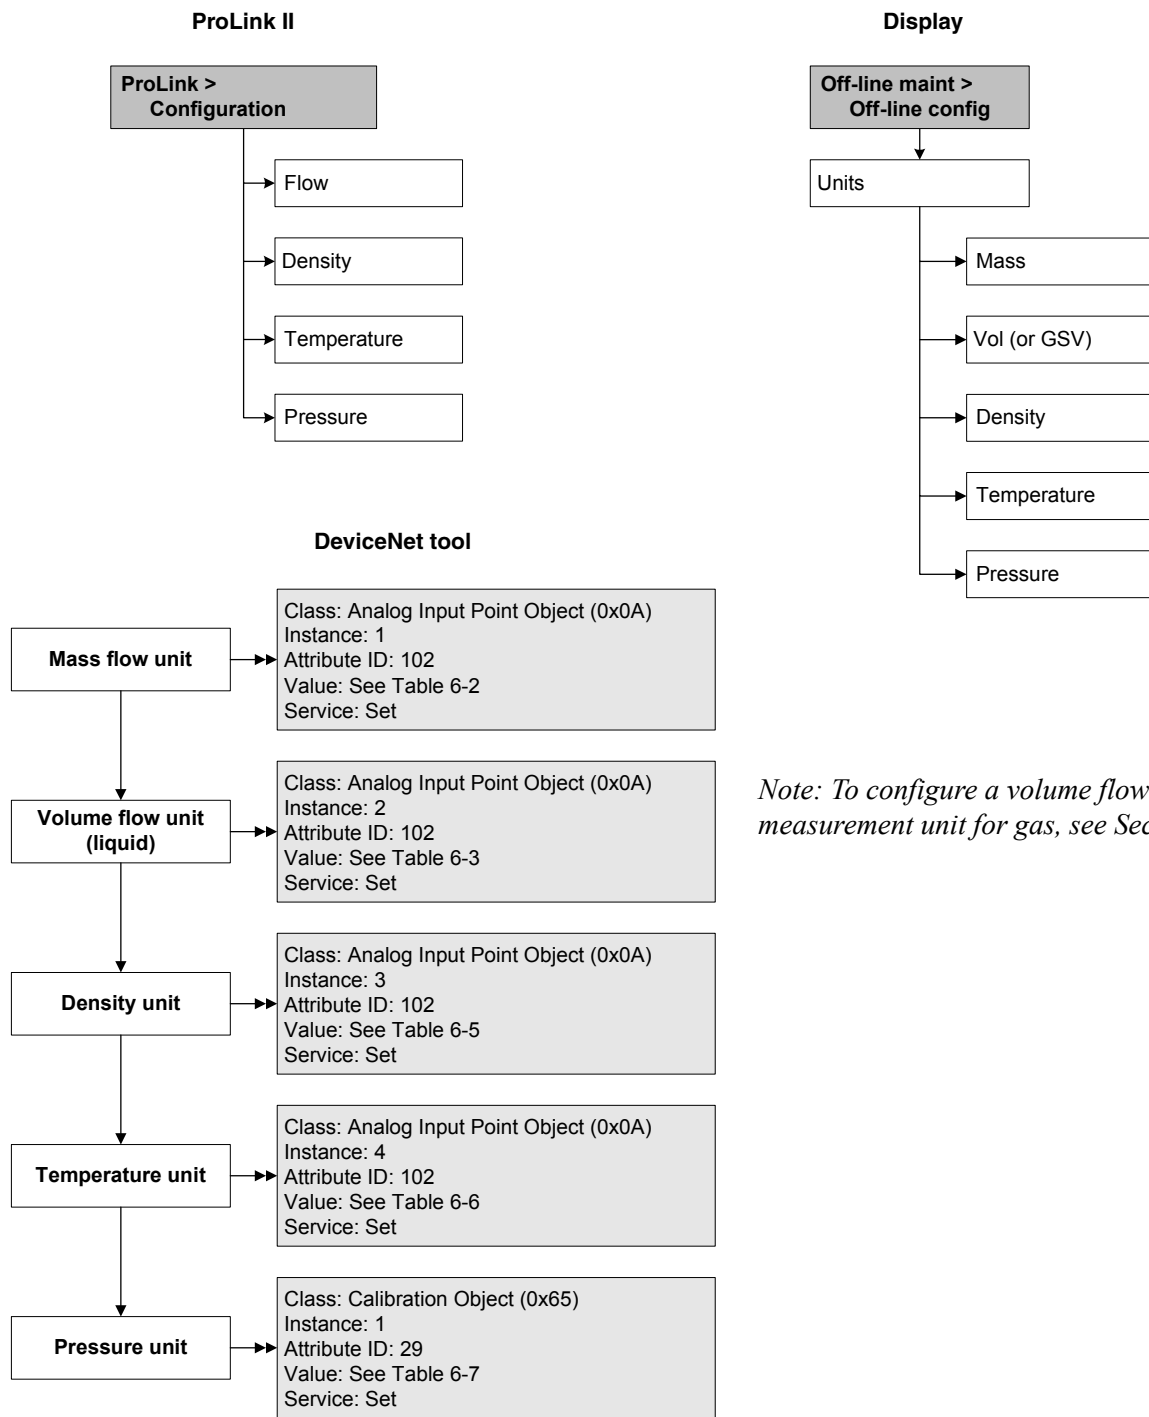 ProLink II
ProLink >
Configuration
Flow
Density
Temperature
Pressure
Display
Off-line maint >
Off-line config
Units
Mass
Vol (or GSV)
Density
Temperature
Pressure
DeviceNet tool
Mass flow unit
Class: Analog Input Point Object (0x0A)
Instance: 1
Attribute ID: 102
Value: See Table 6-2
Service: Set
Volume flow unit
(liquid)
Class: Analog Input Point Object (0x0A)
Instance: 2
Attribute ID: 102
Value: See Table 6-3
Service: Set
Note: To configure a volume flow
measurement unit for gas, see Sec
Density unit
Class: Analog Input Point Object (0x0A)
Instance: 3
Attribute ID: 102
Value: See Table 6-5
Service: Set
Temperature unit
Class: Analog Input Point Object (0x0A)
Instance: 4
Attribute ID: 102
Value: See Table 6-6
Service: Set
Pressure unit
Class: Calibration Object (0x65)
Instance: 1
Attribute ID: 29
Value: See Table 6-7
Service: Set